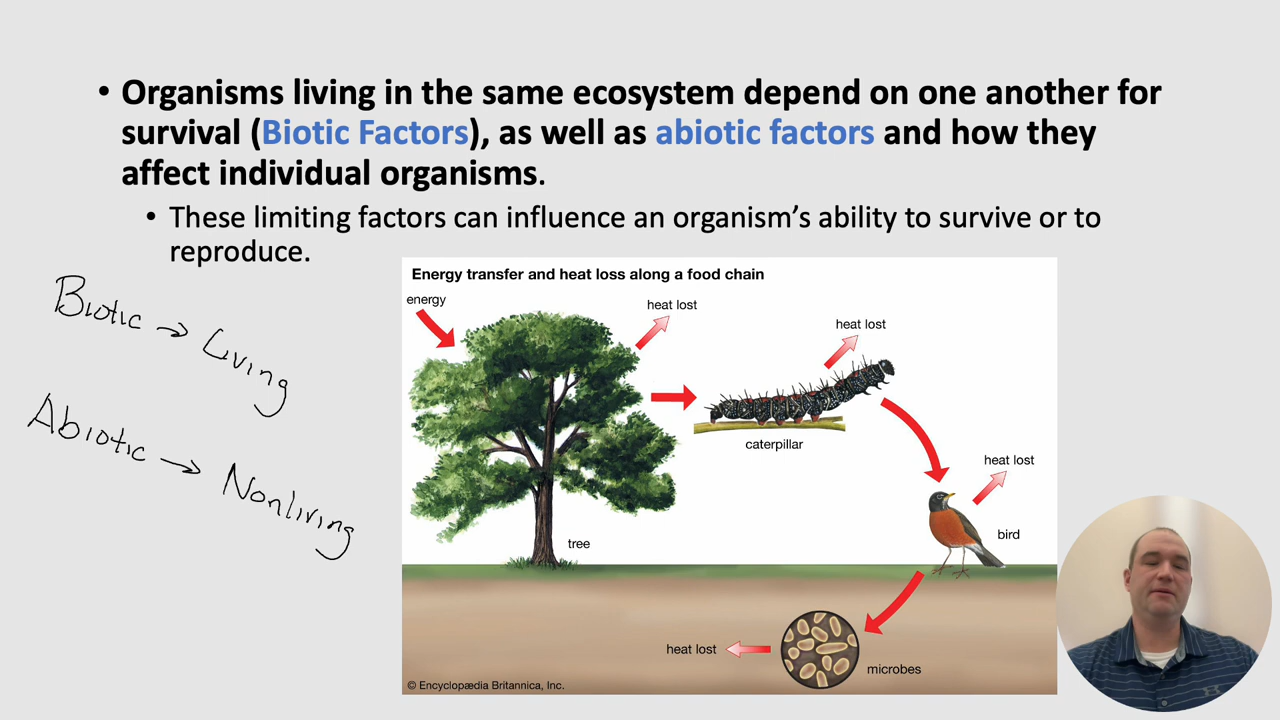 • Organisms living in the same ecosystem depend on one another for
survival (Biotic Factors), as well as abiotic factors and how they
affect individual organisms.
• These limiting factors can influence an organism’s ability to survive or to
reproduce.
Biotic → Living
Abiotic → Nonliving
Energy transfer and heat loss along a food chain
energy
heat lost
heat lost
caterpillar
heat lost
bird
tree
heat lost
microbes
© Encyclopædia Britannica, Inc.